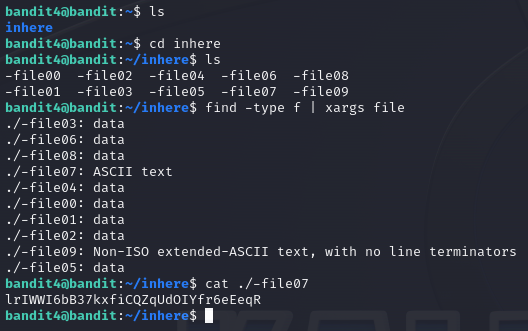 bandit4@bandit:~$ ls
inhere
bandit4@bandit:~$ cd inhere
bandit4@bandit:~/inhere$ ls
-file00  -file02  -file04  -file06  -file08
-file01  -file03  -file05  -file07  -file09
bandit4@bandit:~/inhere$ find -type f | xargs file
./-file03: data
./-file06: data
./-file08: data
./-file07: ASCII text
./-file04: data
./-file00: data
./-file01: data
./-file02: data
./-file09: Non-ISO extended-ASCII text, with no line terminators
./-file05: data
bandit4@bandit:~/inhere$ cat ./-file07
lrIWWI6bB37kxfiCQZqUdOIYfr6eEeqR
bandit4@bandit:~/inhere$